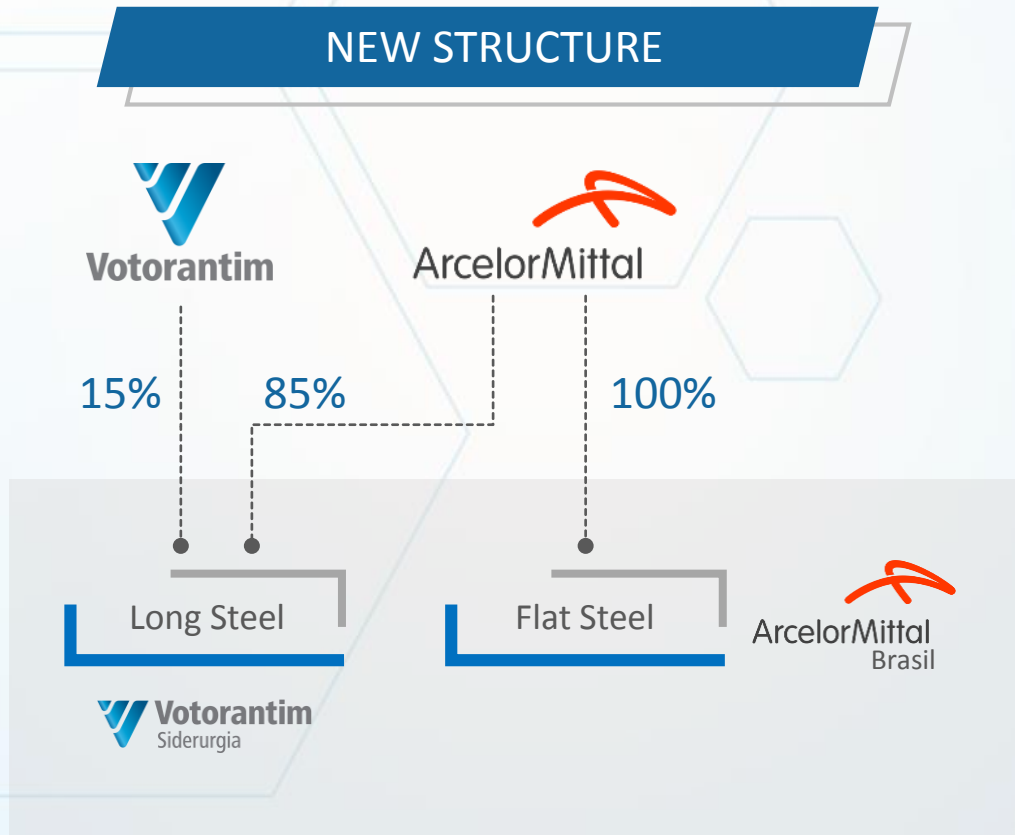 NEW STRUCTURE
Votorantim
ArcelorMittal
15%
85%
100%
Long Steel
Flat Steel
ArcelorMittal
Brasil
Votorantim
Siderurgia